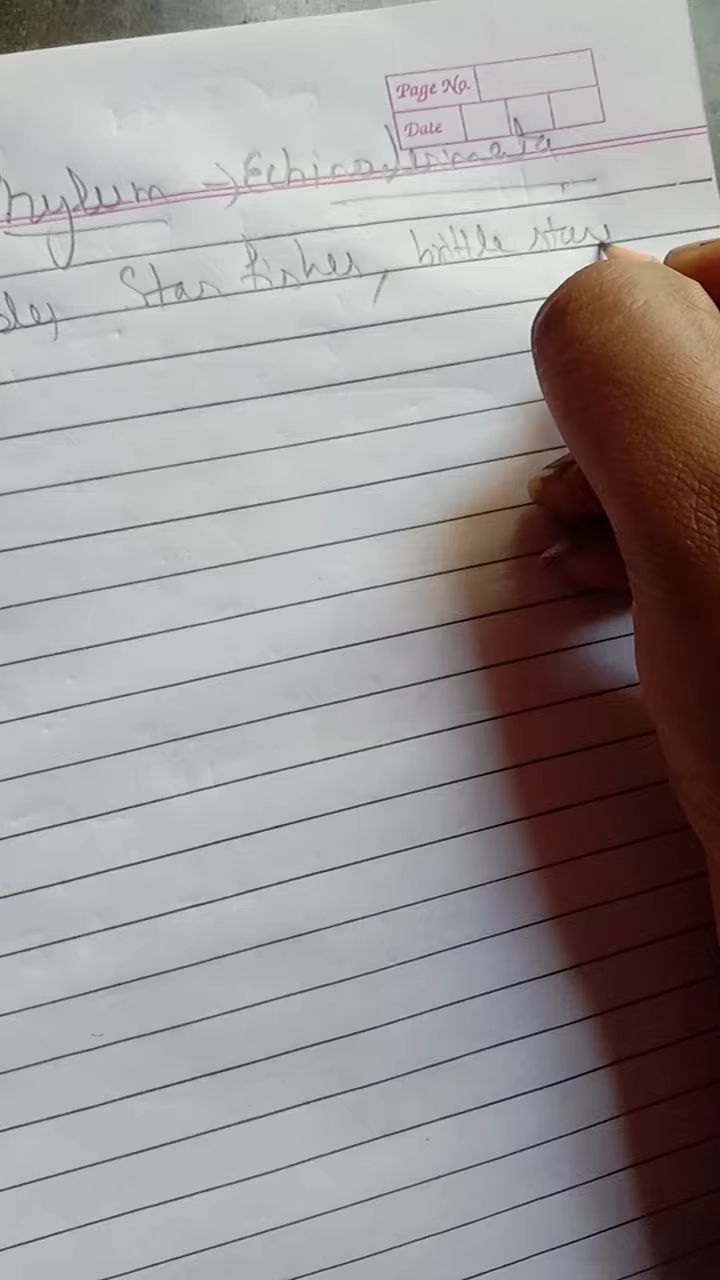 Page No.
Date
hylum → Echinodermata
Star fishes, brittle stars